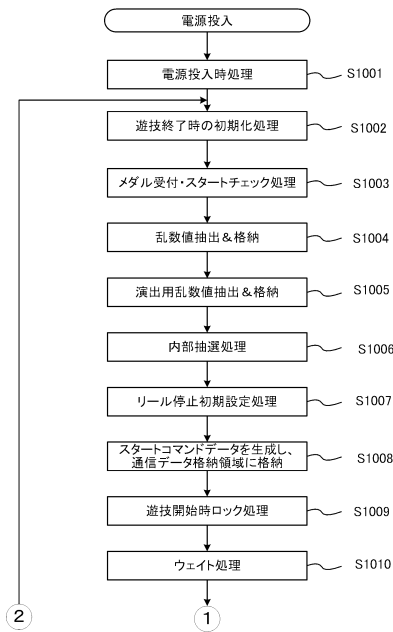 電源投入
電源投入時処理
S1001
遊技終了時の初期化処理
S1002
メダル受付・スタートチェック処理
S1003
乱数値抽出&格納
S1004
演出用乱数値抽出&格納
S1005
内部抽選処理
S1006
リール停止初期設定処理
S1007
スタートコマンドデータを生成し、
通信データ格納領域に格納
S1008
遊技開始時ロック処理
S1009
ウェイト処理
S1010
2
1